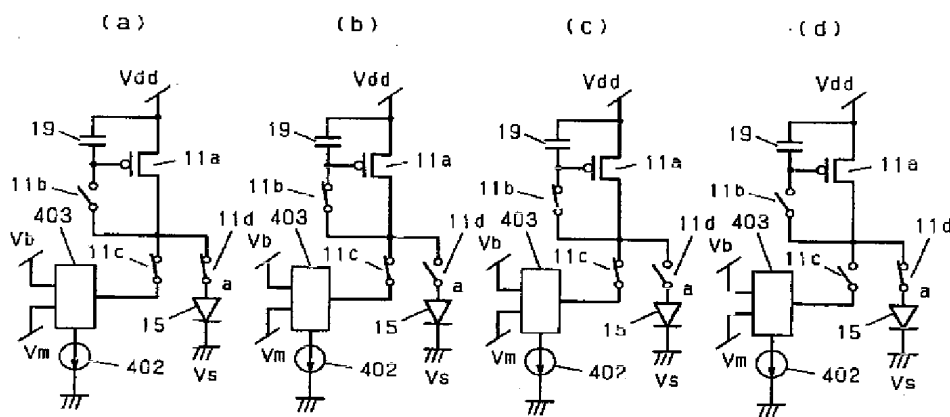 (a) (b) (c) (d)
Vdd Vdd Vdd Vdd
19 19 19 19
11a 11a 11a 11a
11b 11b 11b 11b
403 403 403 403
11d 11d 11d 11d
Vb Vb Vb Vb
11c 11c 11c 11c
a a a a
15 15 15 15
Vm Vm Vm Vm
402 402 402 402
Vs Vs Vs Vs